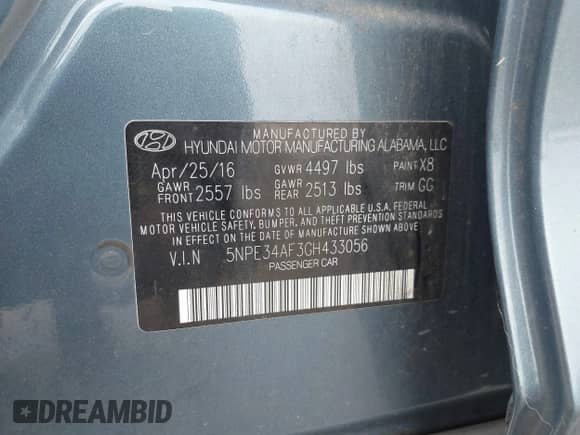 MANUFACTURED BY
HYUNDAI MOTOR MANUFACTURING ALABAMA, LLC
Apr/25/16 GVWR 4497 lbs PAINT X8
GAWR FRONT 2557 lbs GAWR REAR 2513 lbs TRIM GG
THIS VEHICLE CONFORMS TO ALL APPLICABLE U.S.A. FEDERAL
MOTOR VEHICLE SAFETY, BUMPER, AND THEFT PREVENTION STANDARDS
IN EFFECT ON THE DATE OF MANUFACTURE SHOWN ABOVE.
V.I.N 5NPE34AF3GH433056
PASSENGER CAR
DREAMBID